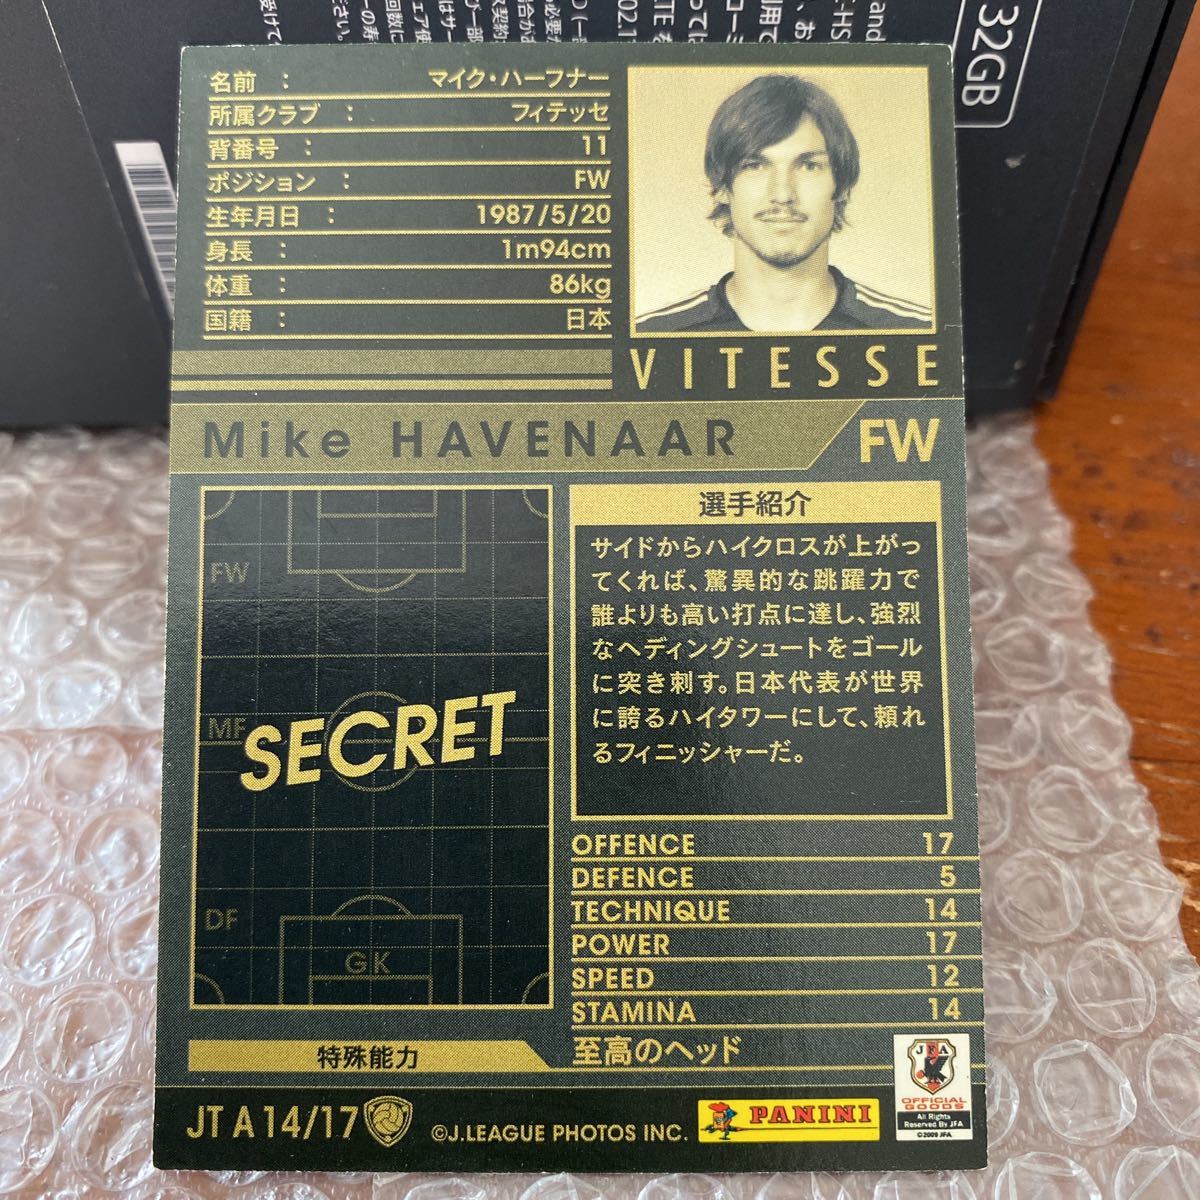 32GB
名前 : マイク・ハーフナー
所属クラブ : フィテッセ
背番号 : 11
ポジション : FW
生年月日 : 1987/5/20
身長 : 1m94cm
体重 : 86kg
国籍 : 日本
VITESSE
Mike HAVENAAR
FW
FW
MF
SECRET
DF
GK
選手紹介
サイドからハイクロスが上がっ
てくれば、驚異的な跳躍力で
誰よりも高い打点に達し、強烈
なヘディングシュートをゴール
に突き刺す。日本代表が世界
に誇るハイタワーにして、頼れ
るフィニッシャーだ。
OFFENCE 17
DEFENCE 5
TECHNIQUE 14
POWER 17
SPEED 12
STAMINA 14
特殊能力
至高のヘッド
JFA
OFFICIAL
GOODS
All Rights
Reserved By JFA
©2009 JFA
JT A14/17
©J.LEAGUE PHOTOS INC.
PANINI